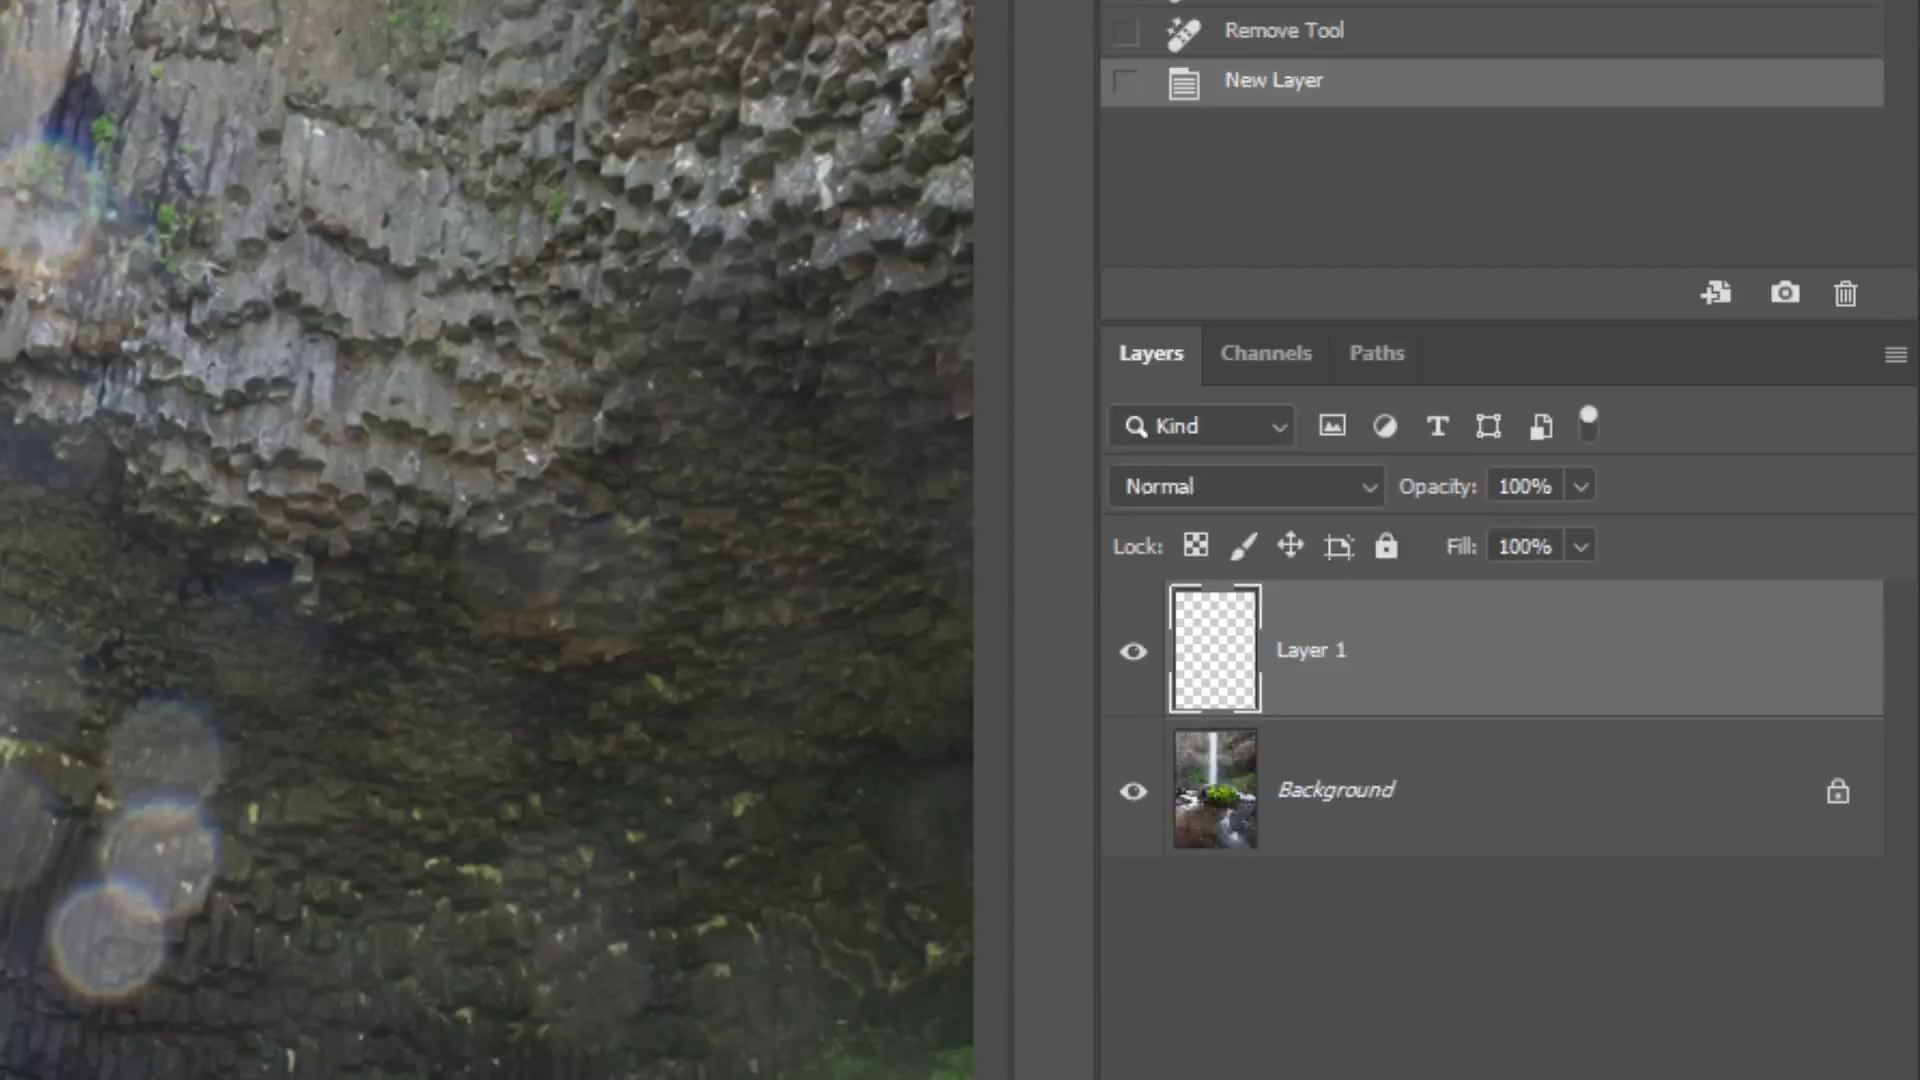 Remove Tool
New Layer
Layers Channels Paths
Kind
Normal Opacity: 100%
Lock: Fill: 100%
Layer 1
Background